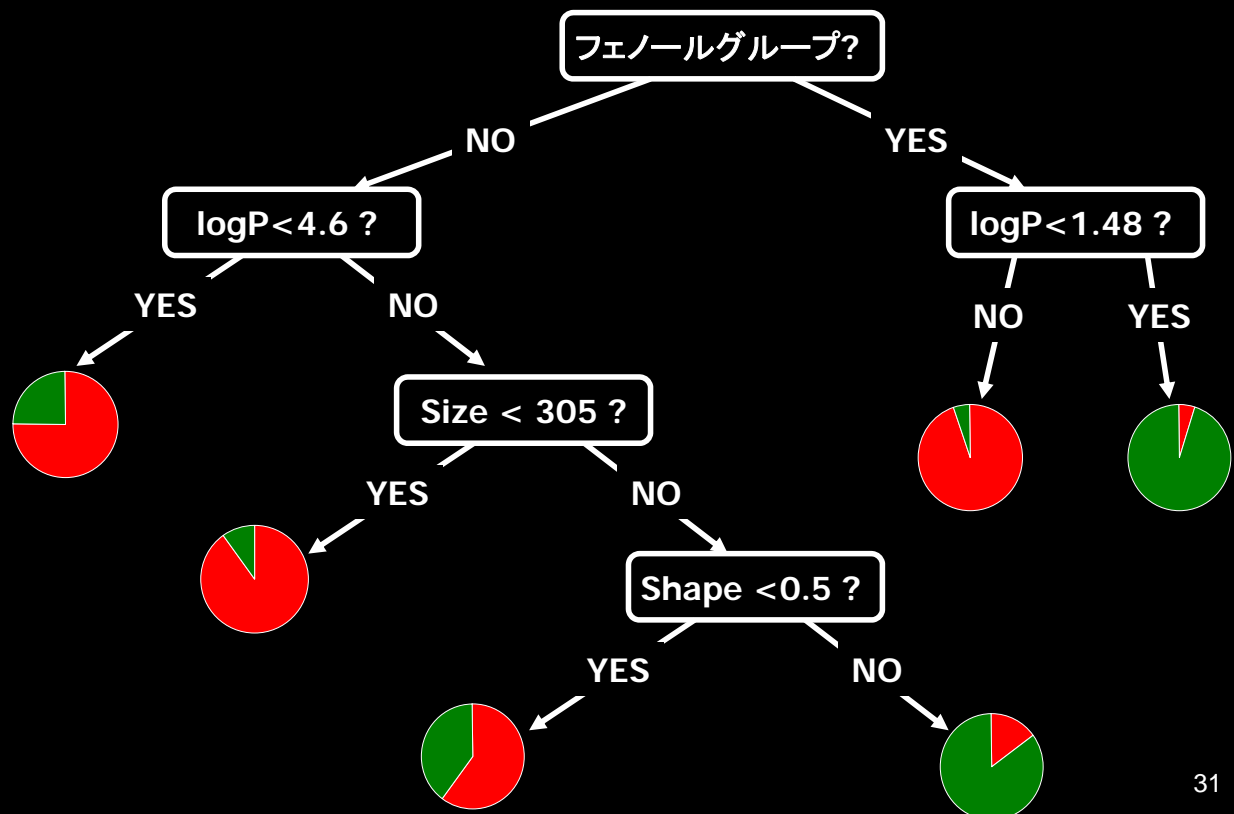 フェノールグループ?
NO
YES
logP<4.6 ?
logP<1.48 ?
YES
NO
NO
YES
Size < 305 ?
YES
NO
Shape <0.5 ?
YES
NO
31